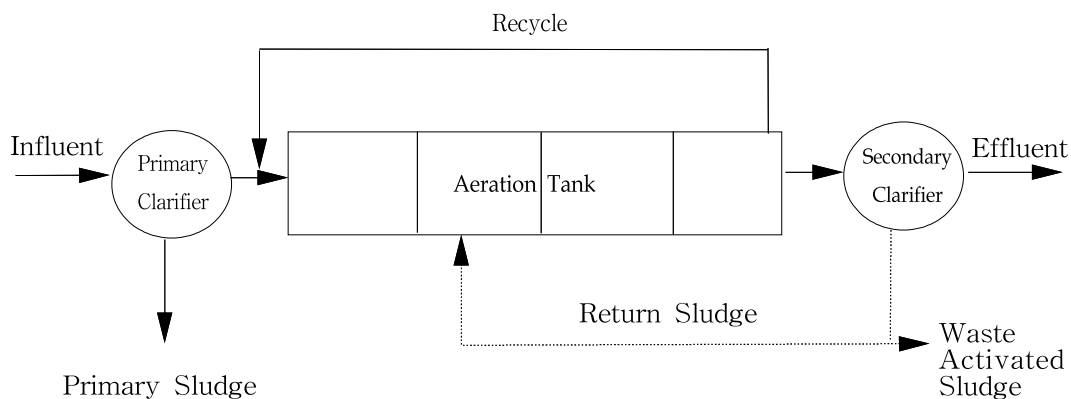 Recycle
Influent
Primary
Clarifier
Aeration Tank
Secondary
Clarifier
Effluent
Return Sludge
Waste
Activated
Sludge
Primary Sludge